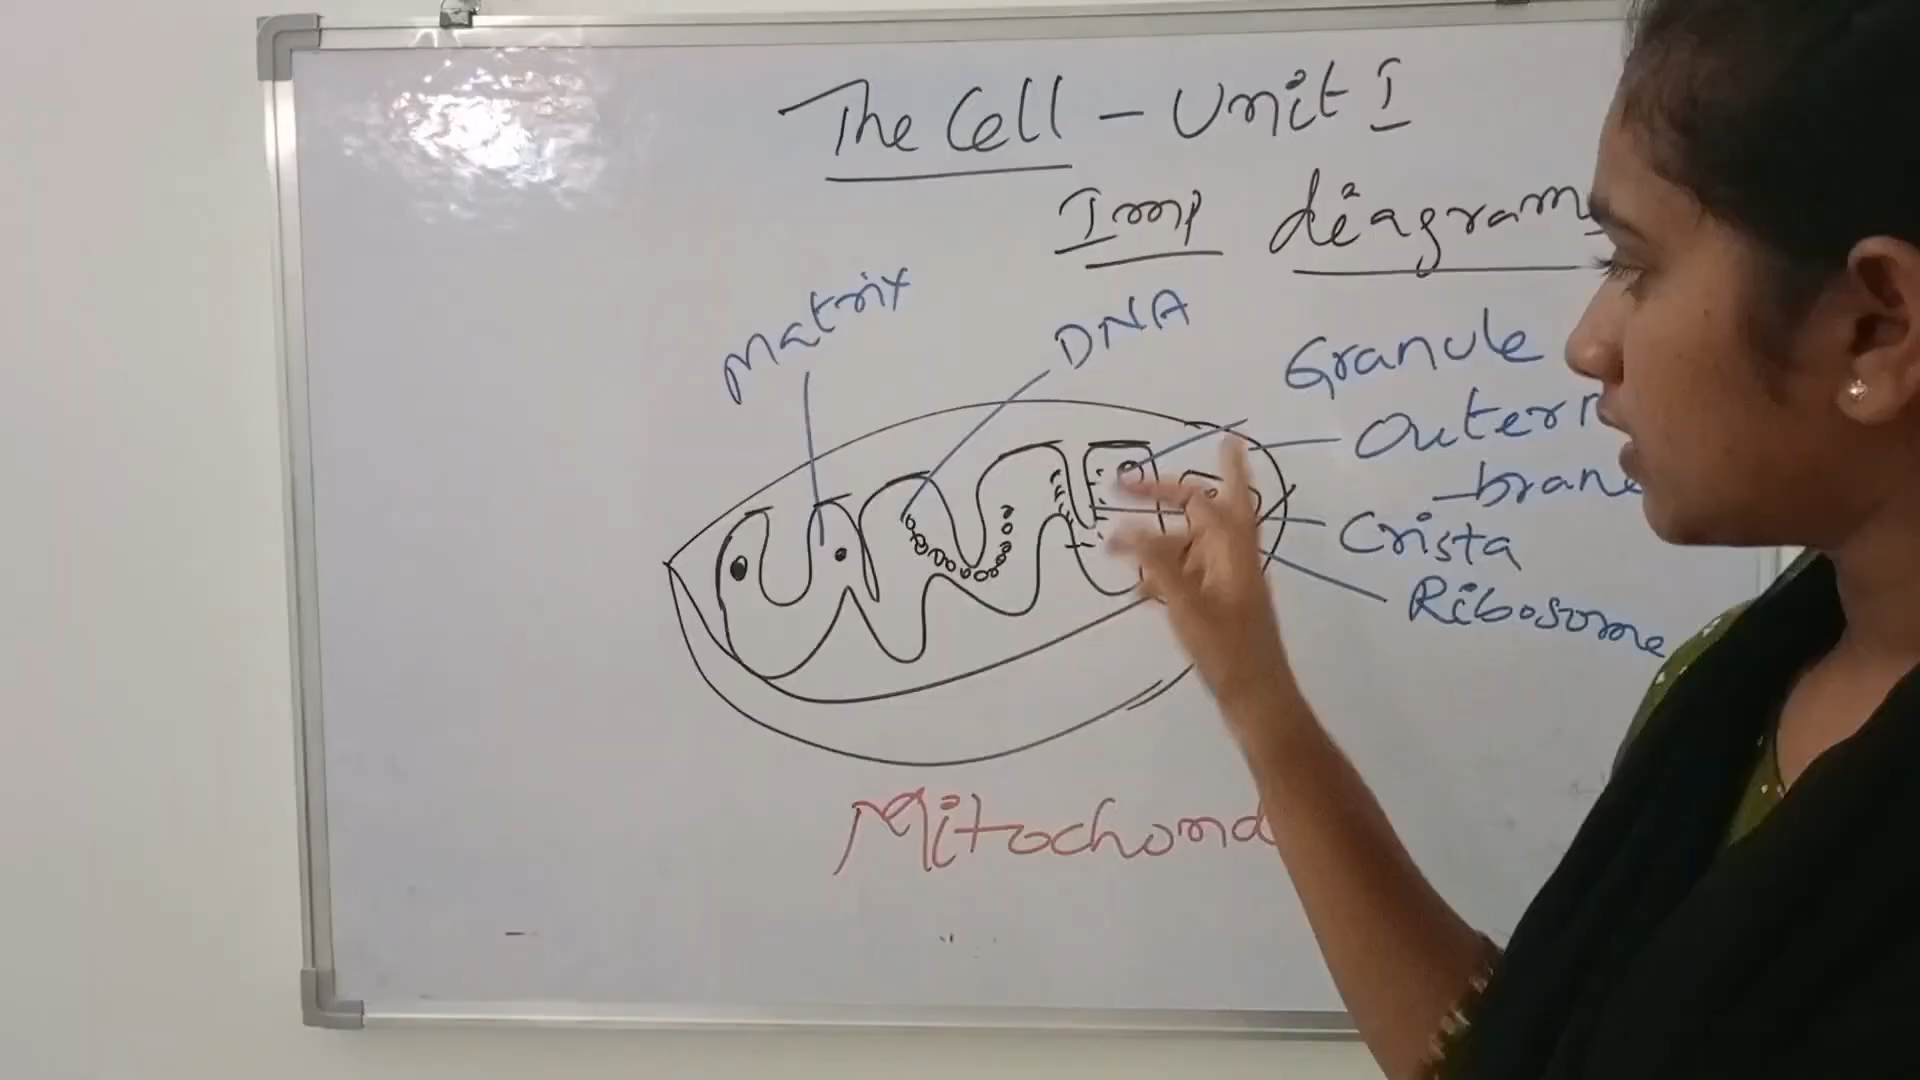 The Cell - Unit I
Imp diagrams
Matrix
DNA
Granule
Outer
-brane
Crista
Ribosome
Mitochond